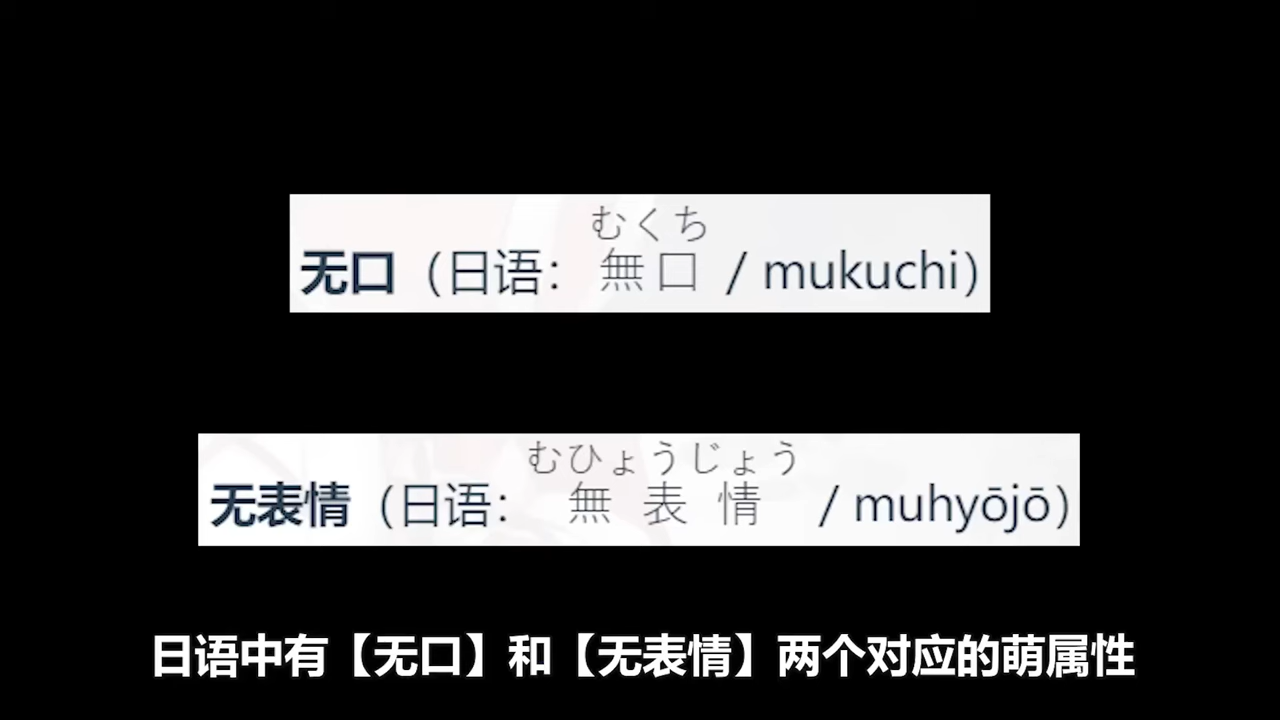 むくち
无口（日语：無口 / mukuchi）
むひょうじょう
无表情（日语：無表情 / muhyōjō）
日语中有【无口】和【无表情】两个对应的萌属性